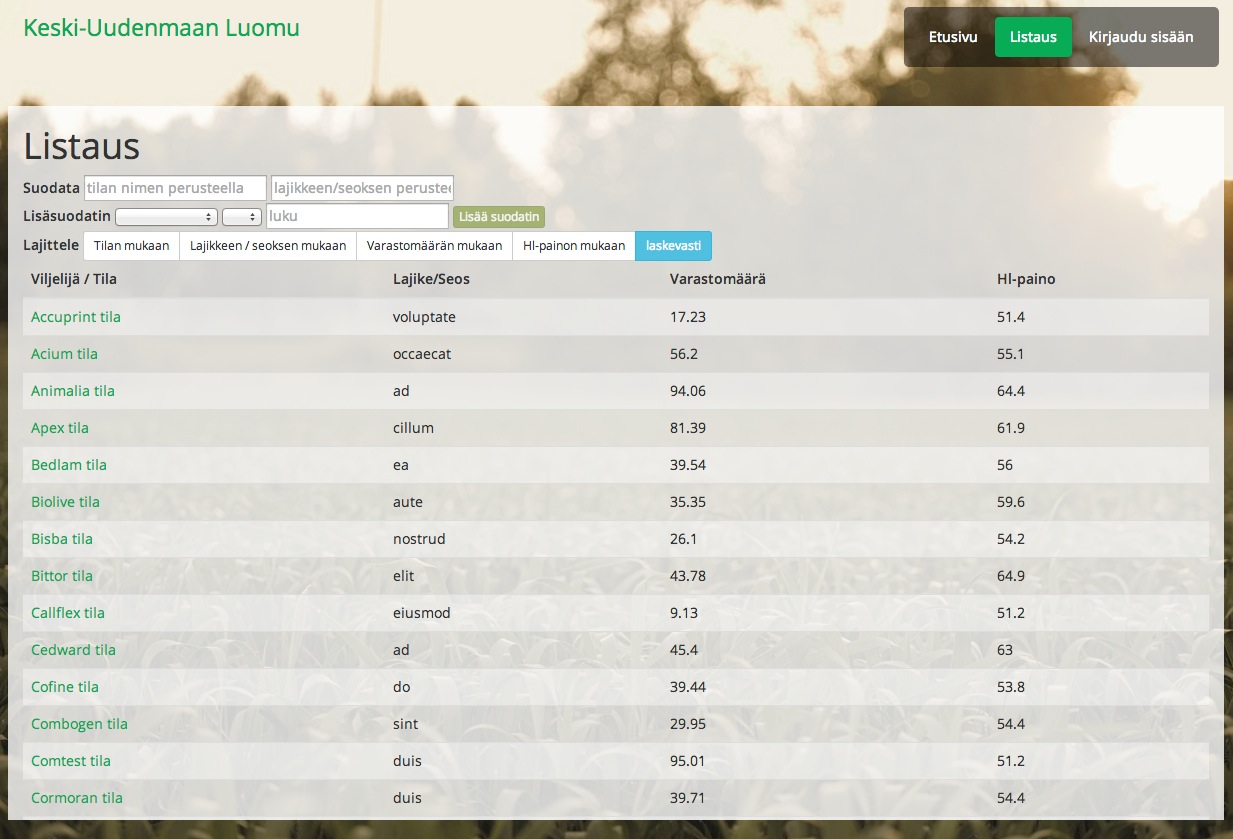 Keski-Uudenmaan Luomu
Etusivu Listaus Kirjaudu sisään
Listaus
Suodata tilan nimen perusteella lajikkeen/seoksen perustee
Lisäsuodatin luku Lisää suodatin
Lajittele Tilan mukaan Lajikkeen / seoksen mukaan Varastomäärän mukaan Hl-painon mukaan laskevasti
Viljelijä / Tila Lajike/Seos Varastomäärä Hl-paino
Accuprint tila voluptate 17.23 51.4
Acium tila occaecat 56.2 55.1
Animalia tila ad 94.06 64.4
Apex tila cillum 81.39 61.9
Bedlam tila ea 39.54 56
Biolive tila aute 35.35 59.6
Bisba tila nostrud 26.1 54.2
Bittor tila elit 43.78 64.9
Callflex tila eiusmod 9.13 51.2
Cedward tila ad 45.4 63
Cofine tila do 39.44 53.8
Combogen tila sint 29.95 54.4
Comtest tila duis 95.01 51.2
Cormoran tila duis 39.71 54.4